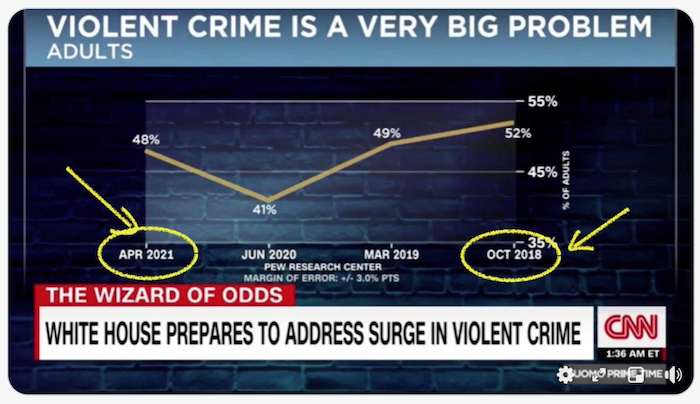 VIOLENT CRIME IS A VERY BIG PROBLEM
ADULTS
55%
48%
49%
52%
45%
% OF ADULTS
41%
35%
APR 2021 JUN 2020 MAR 2019 OCT 2018
PEW RESEARCH CENTER
MARGIN OF ERROR: +/- 3.0% PTS
THE WIZARD OF ODDS
WHITE HOUSE PREPARES TO ADDRESS SURGE IN VIOLENT CRIME
CNN
1:36 AM ET
PRIME TIME